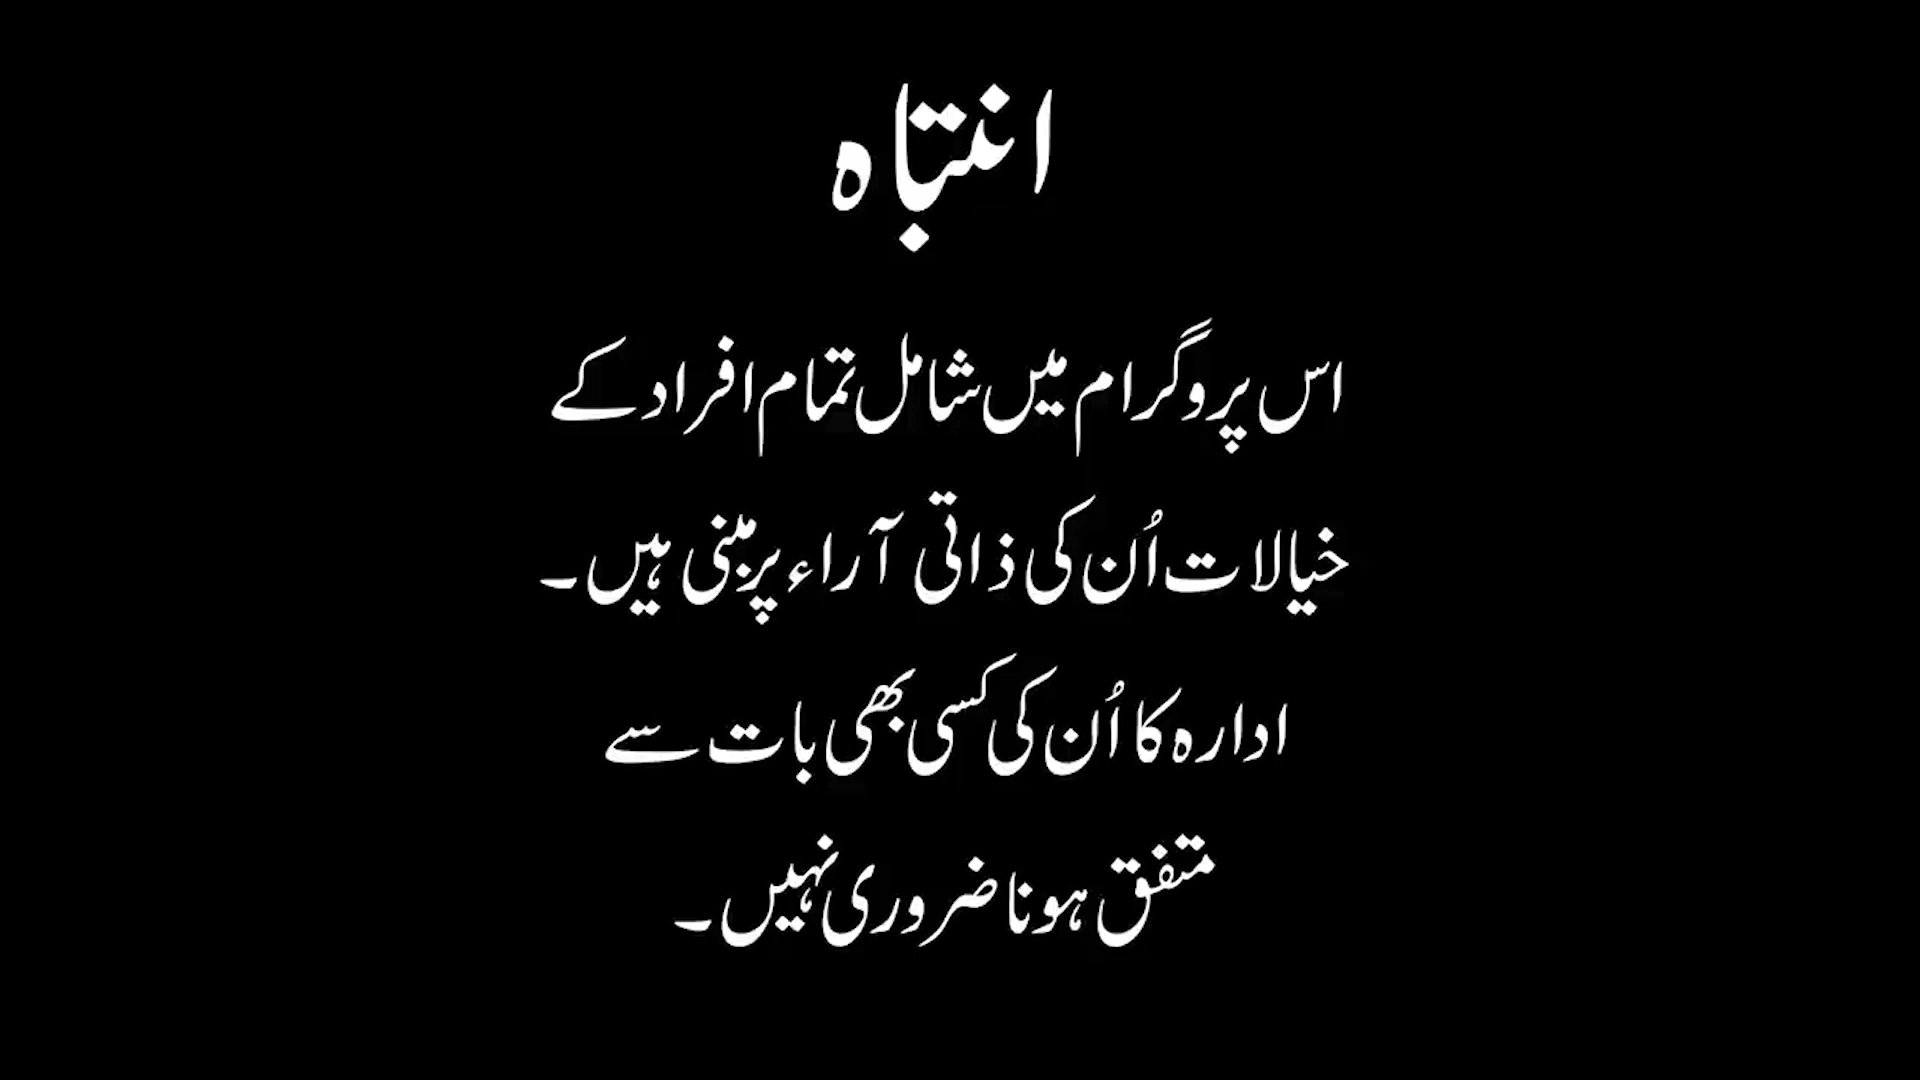 انتباہ
اس پروگرام میں شامل تمام افراد کے
خیالات اُن کی ذاتی آراء پر مبنی ہیں۔
ادارہ کا اُن کی کسی بھی بات سے
متفق ہونا ضروری نہیں۔